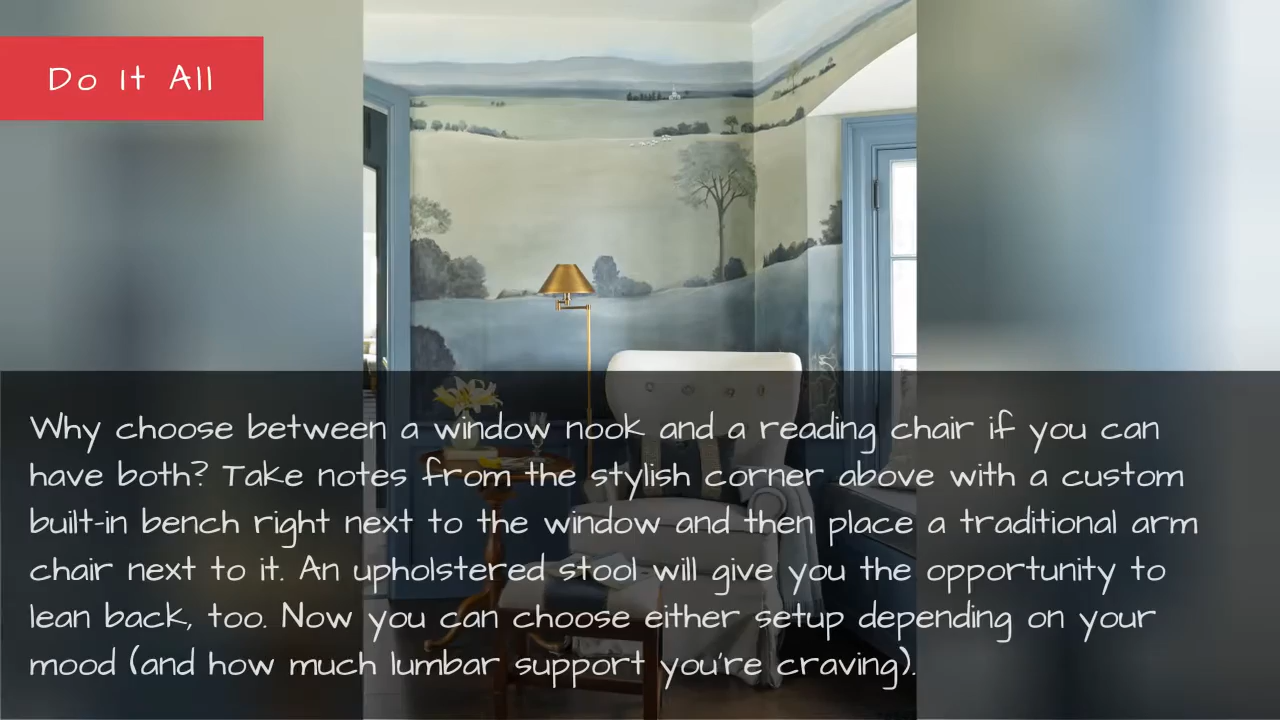 Do It All
Why choose between a window nook and a reading chair if you can
have both? Take notes from the stylish corner above with a custom
built-in bench right next to the window and then place a traditional arm
chair next to it. An upholstered stool will give you the opportunity to
lean back, too. Now you can choose either setup depending on your
mood (and how much lumbar support you're craving).